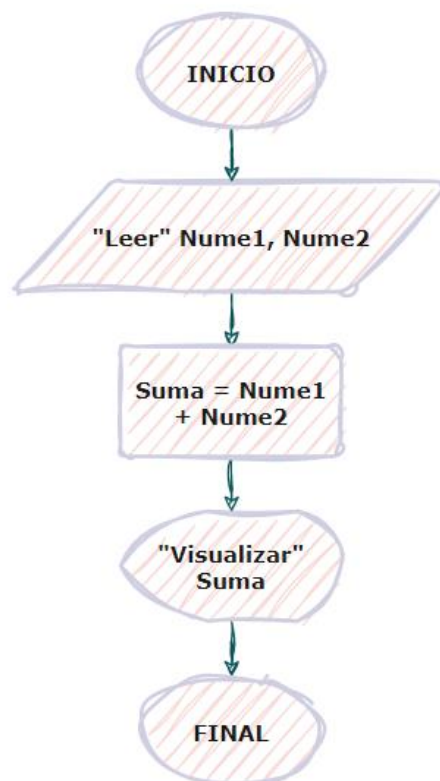 INICIO
"Leer" Nume1, Nume2
Suma = Nume1
+ Nume2
"Visualizar"
Suma
FINAL